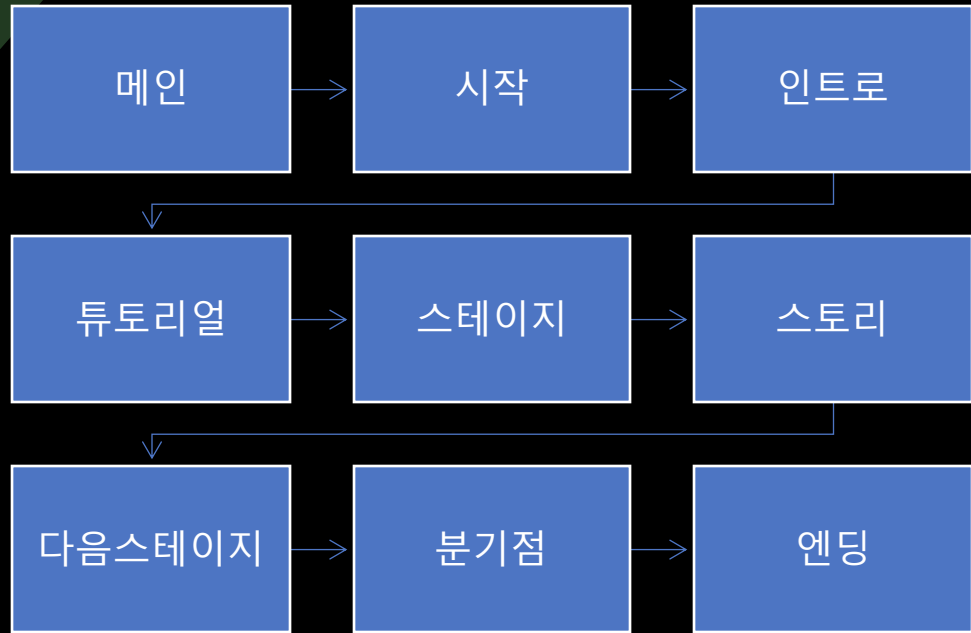 메인
시작
인트로
튜토리얼
스테이지
스토리
다음스테이지
분기점
엔딩